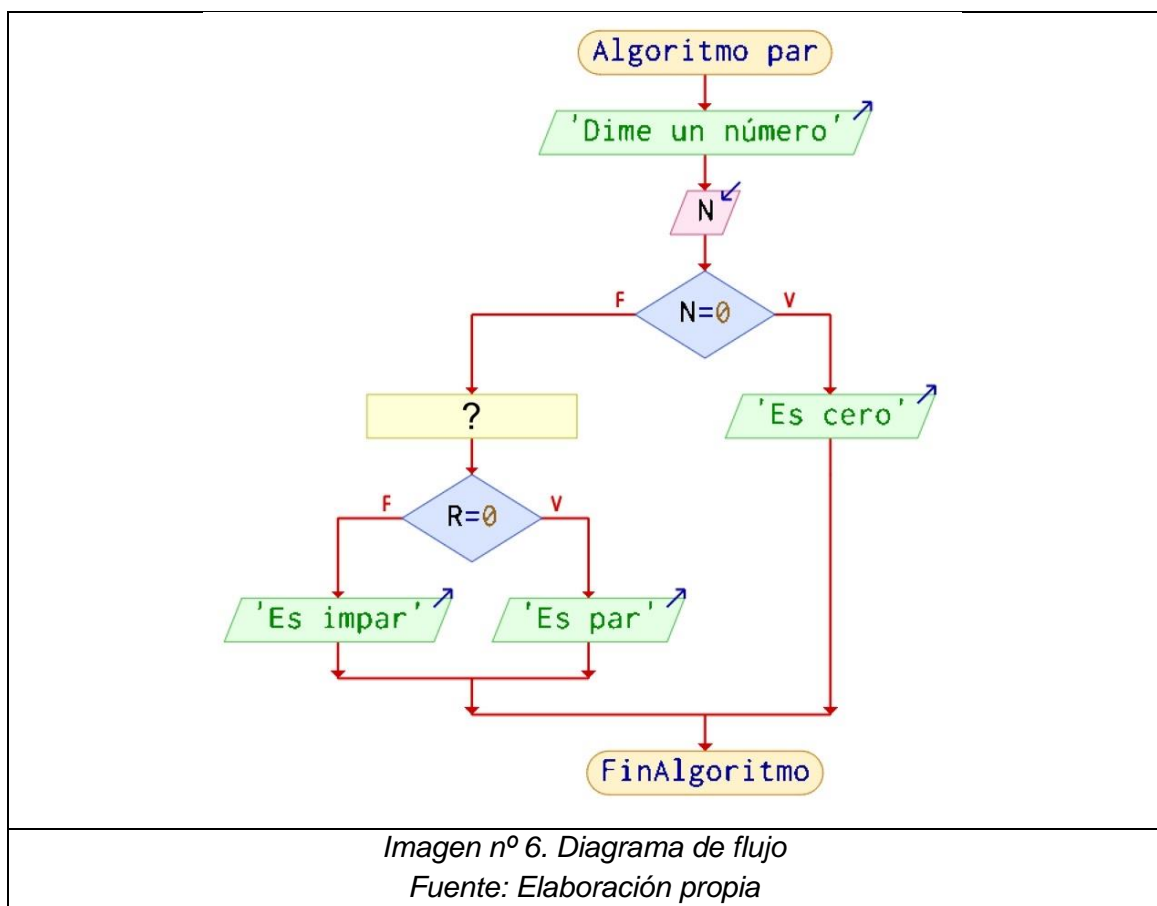 Algoritmo par
'Dime un número'
N
F
N=0
V
?
'Es cero'
F
R=0
V
'Es impar'
'Es par'
FinAlgoritmo
Imagen nº 6. Diagrama de flujo
Fuente: Elaboración propia